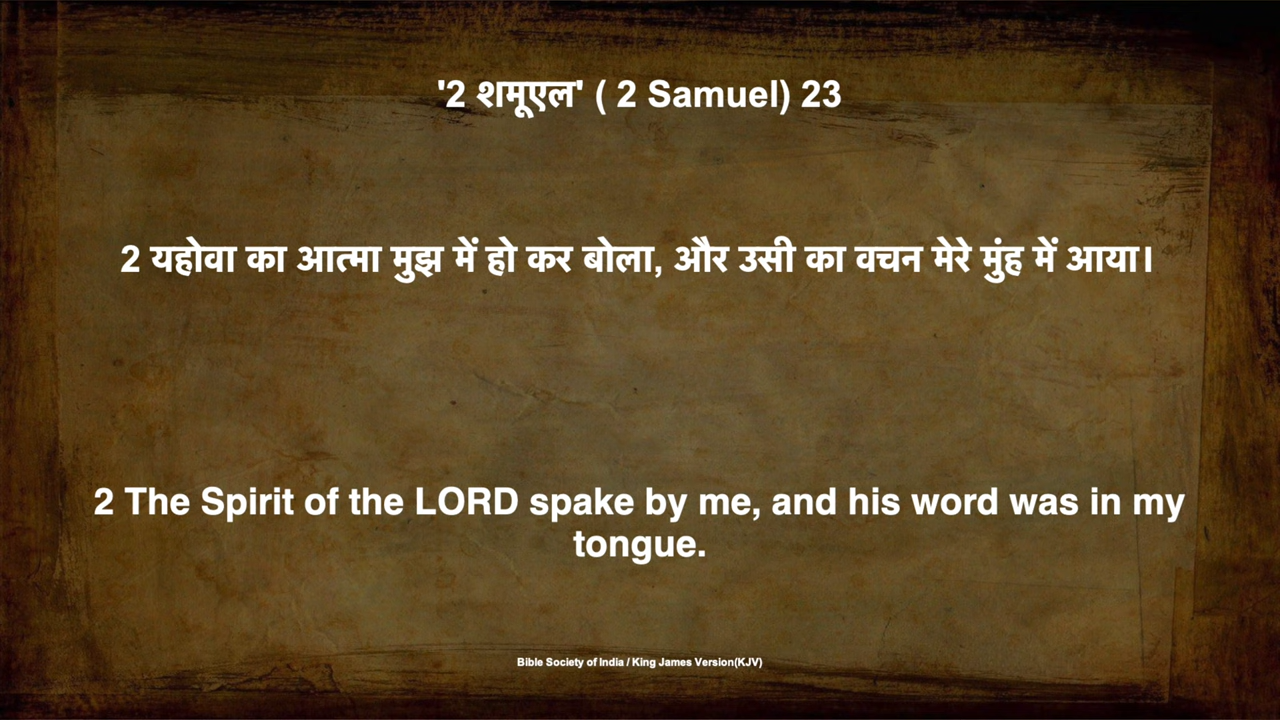 '2 शमूएल' ( 2 Samuel) 23
2 यहोवा का आत्मा मुझ में हो कर बोला, और उसी का वचन मेरे मुंह में आया।
2 The Spirit of the LORD spake by me, and his word was in my
tongue.
Bible Society of India / King James Version(KJV)